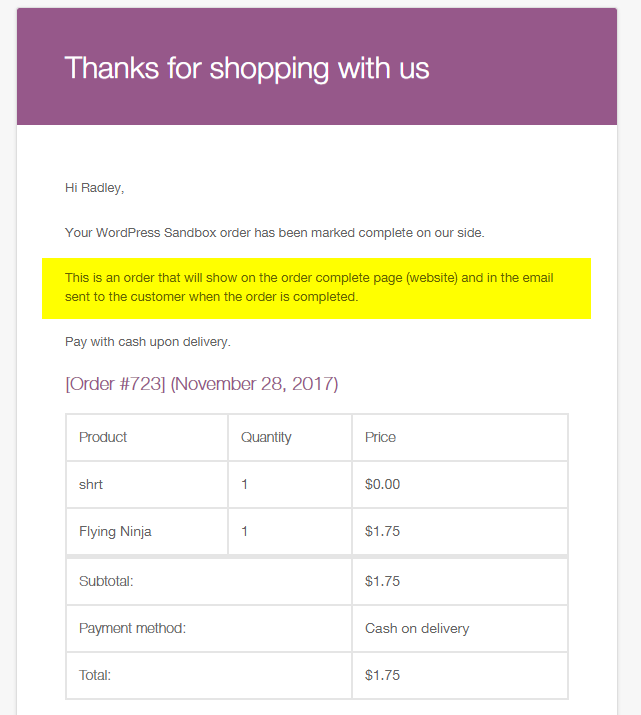 Thanks for shopping with us
Hi Radley,
Your WordPress Sandbox order has been marked complete on our side.
This is an order that will show on the order complete page (website) and in the email
sent to the customer when the order is completed.
Pay with cash upon delivery.
[Order #723] (November 28, 2017)
Product Quantity Price
shrt 1 $0.00
Flying Ninja 1 $1.75
Subtotal: $1.75
Payment method: Cash on delivery
Total: $1.75